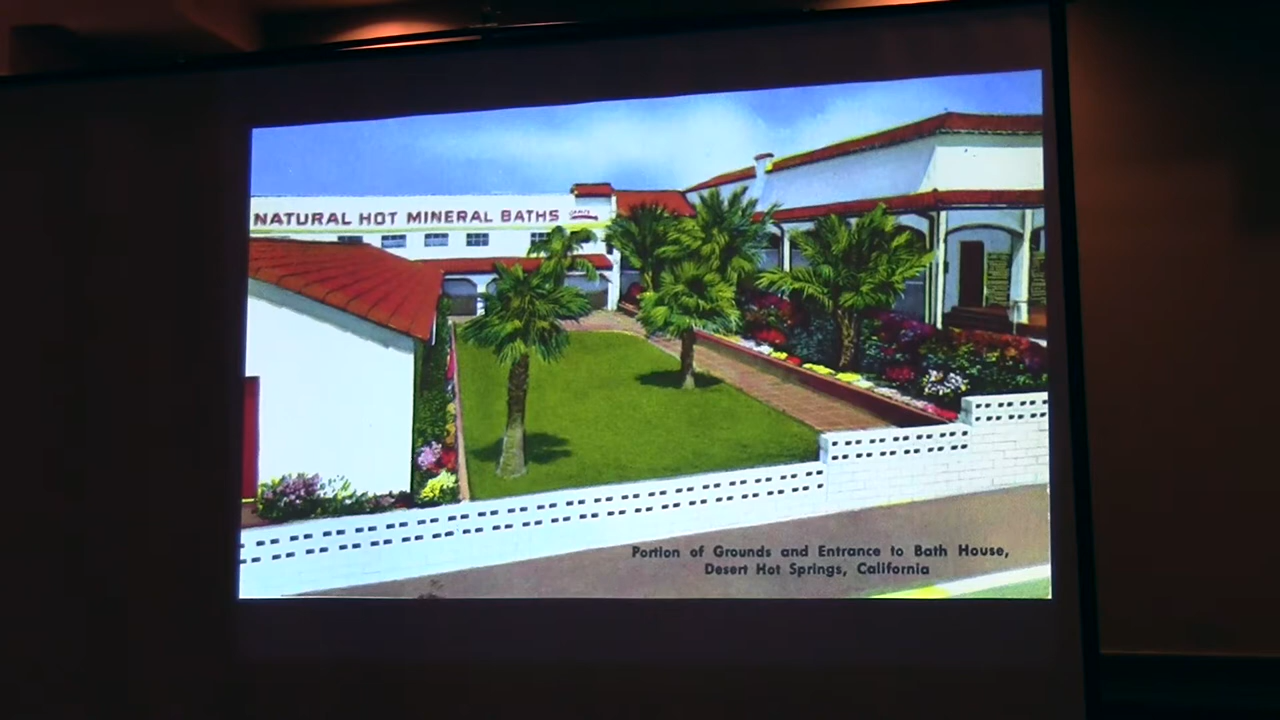 NATURAL HOT MINERAL BATHS
Portion of Grounds and Entrance to Bath House,
Desert Hot Springs, California